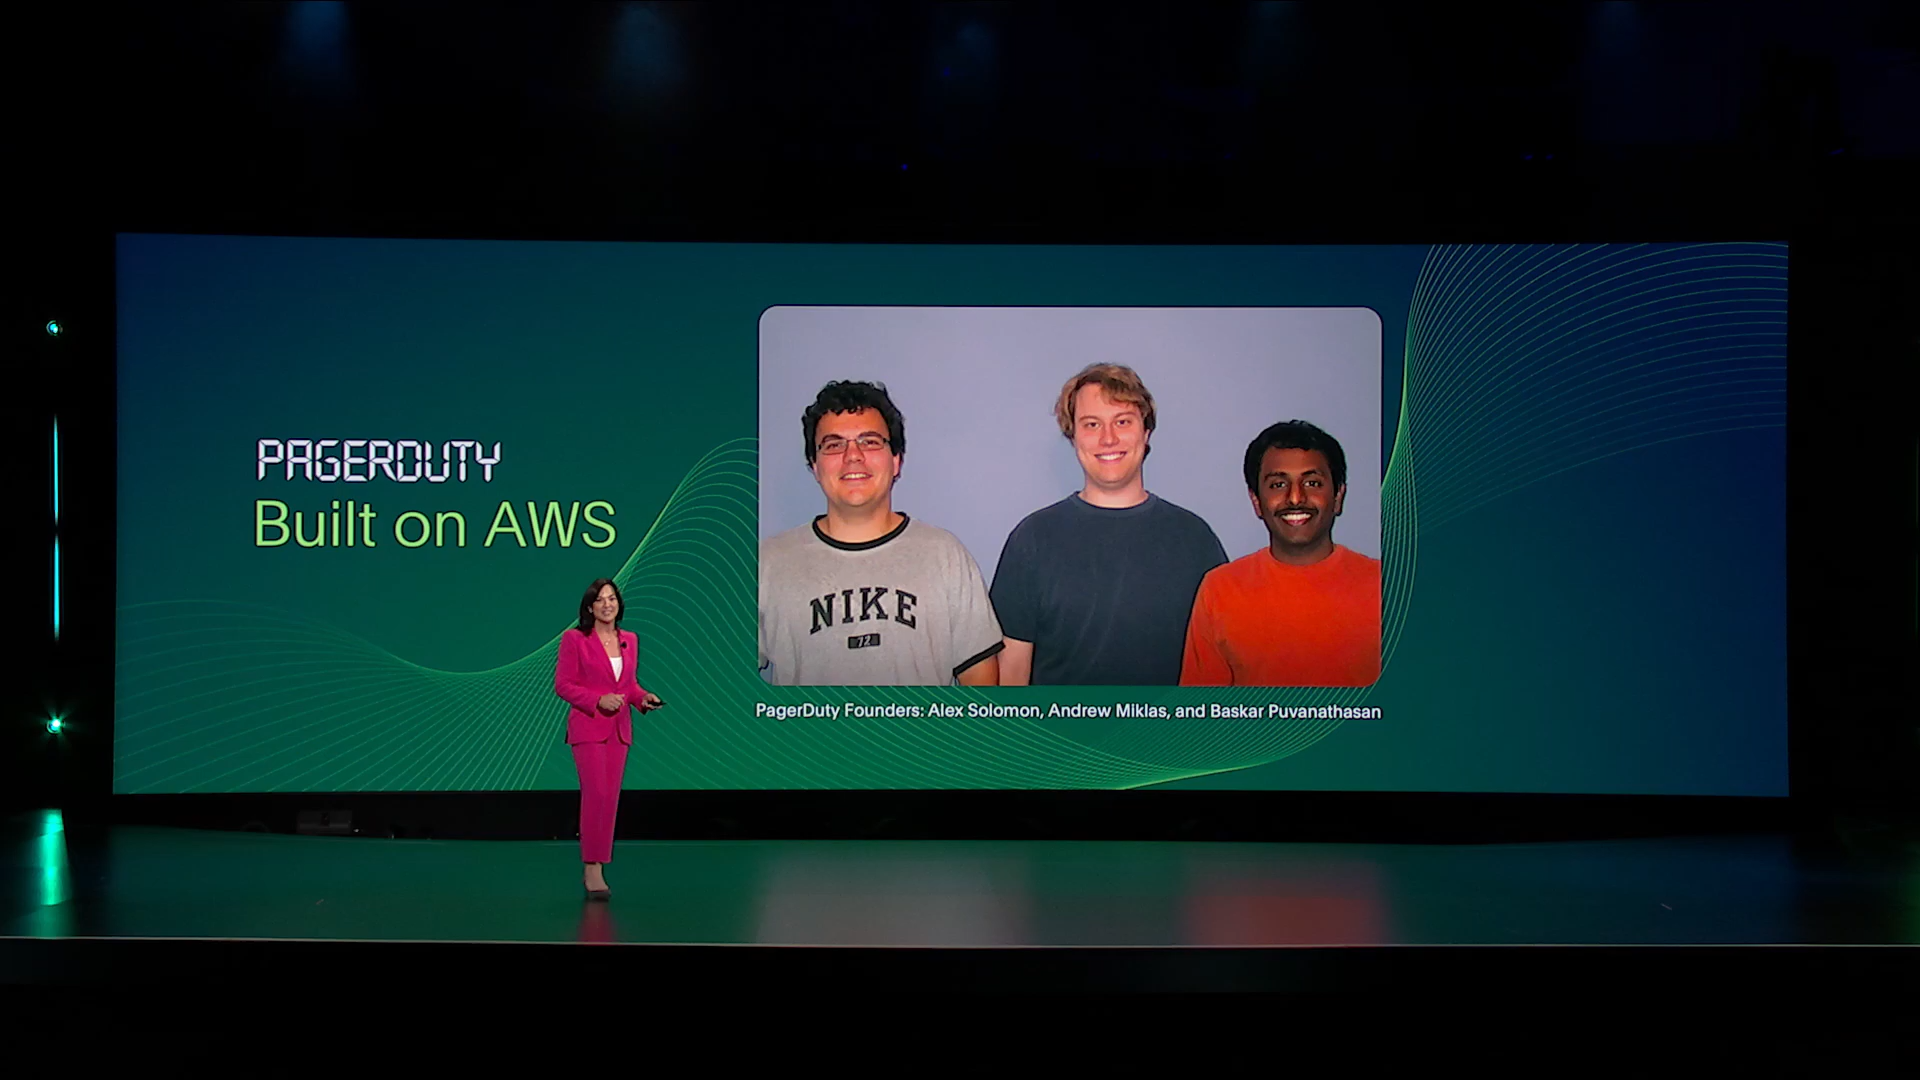 PAGERDUTY
Built on AWS
NIKE
72
PagerDuty Founders: Alex Solomon, Andrew Miklas, and Baskar Puvanathasan